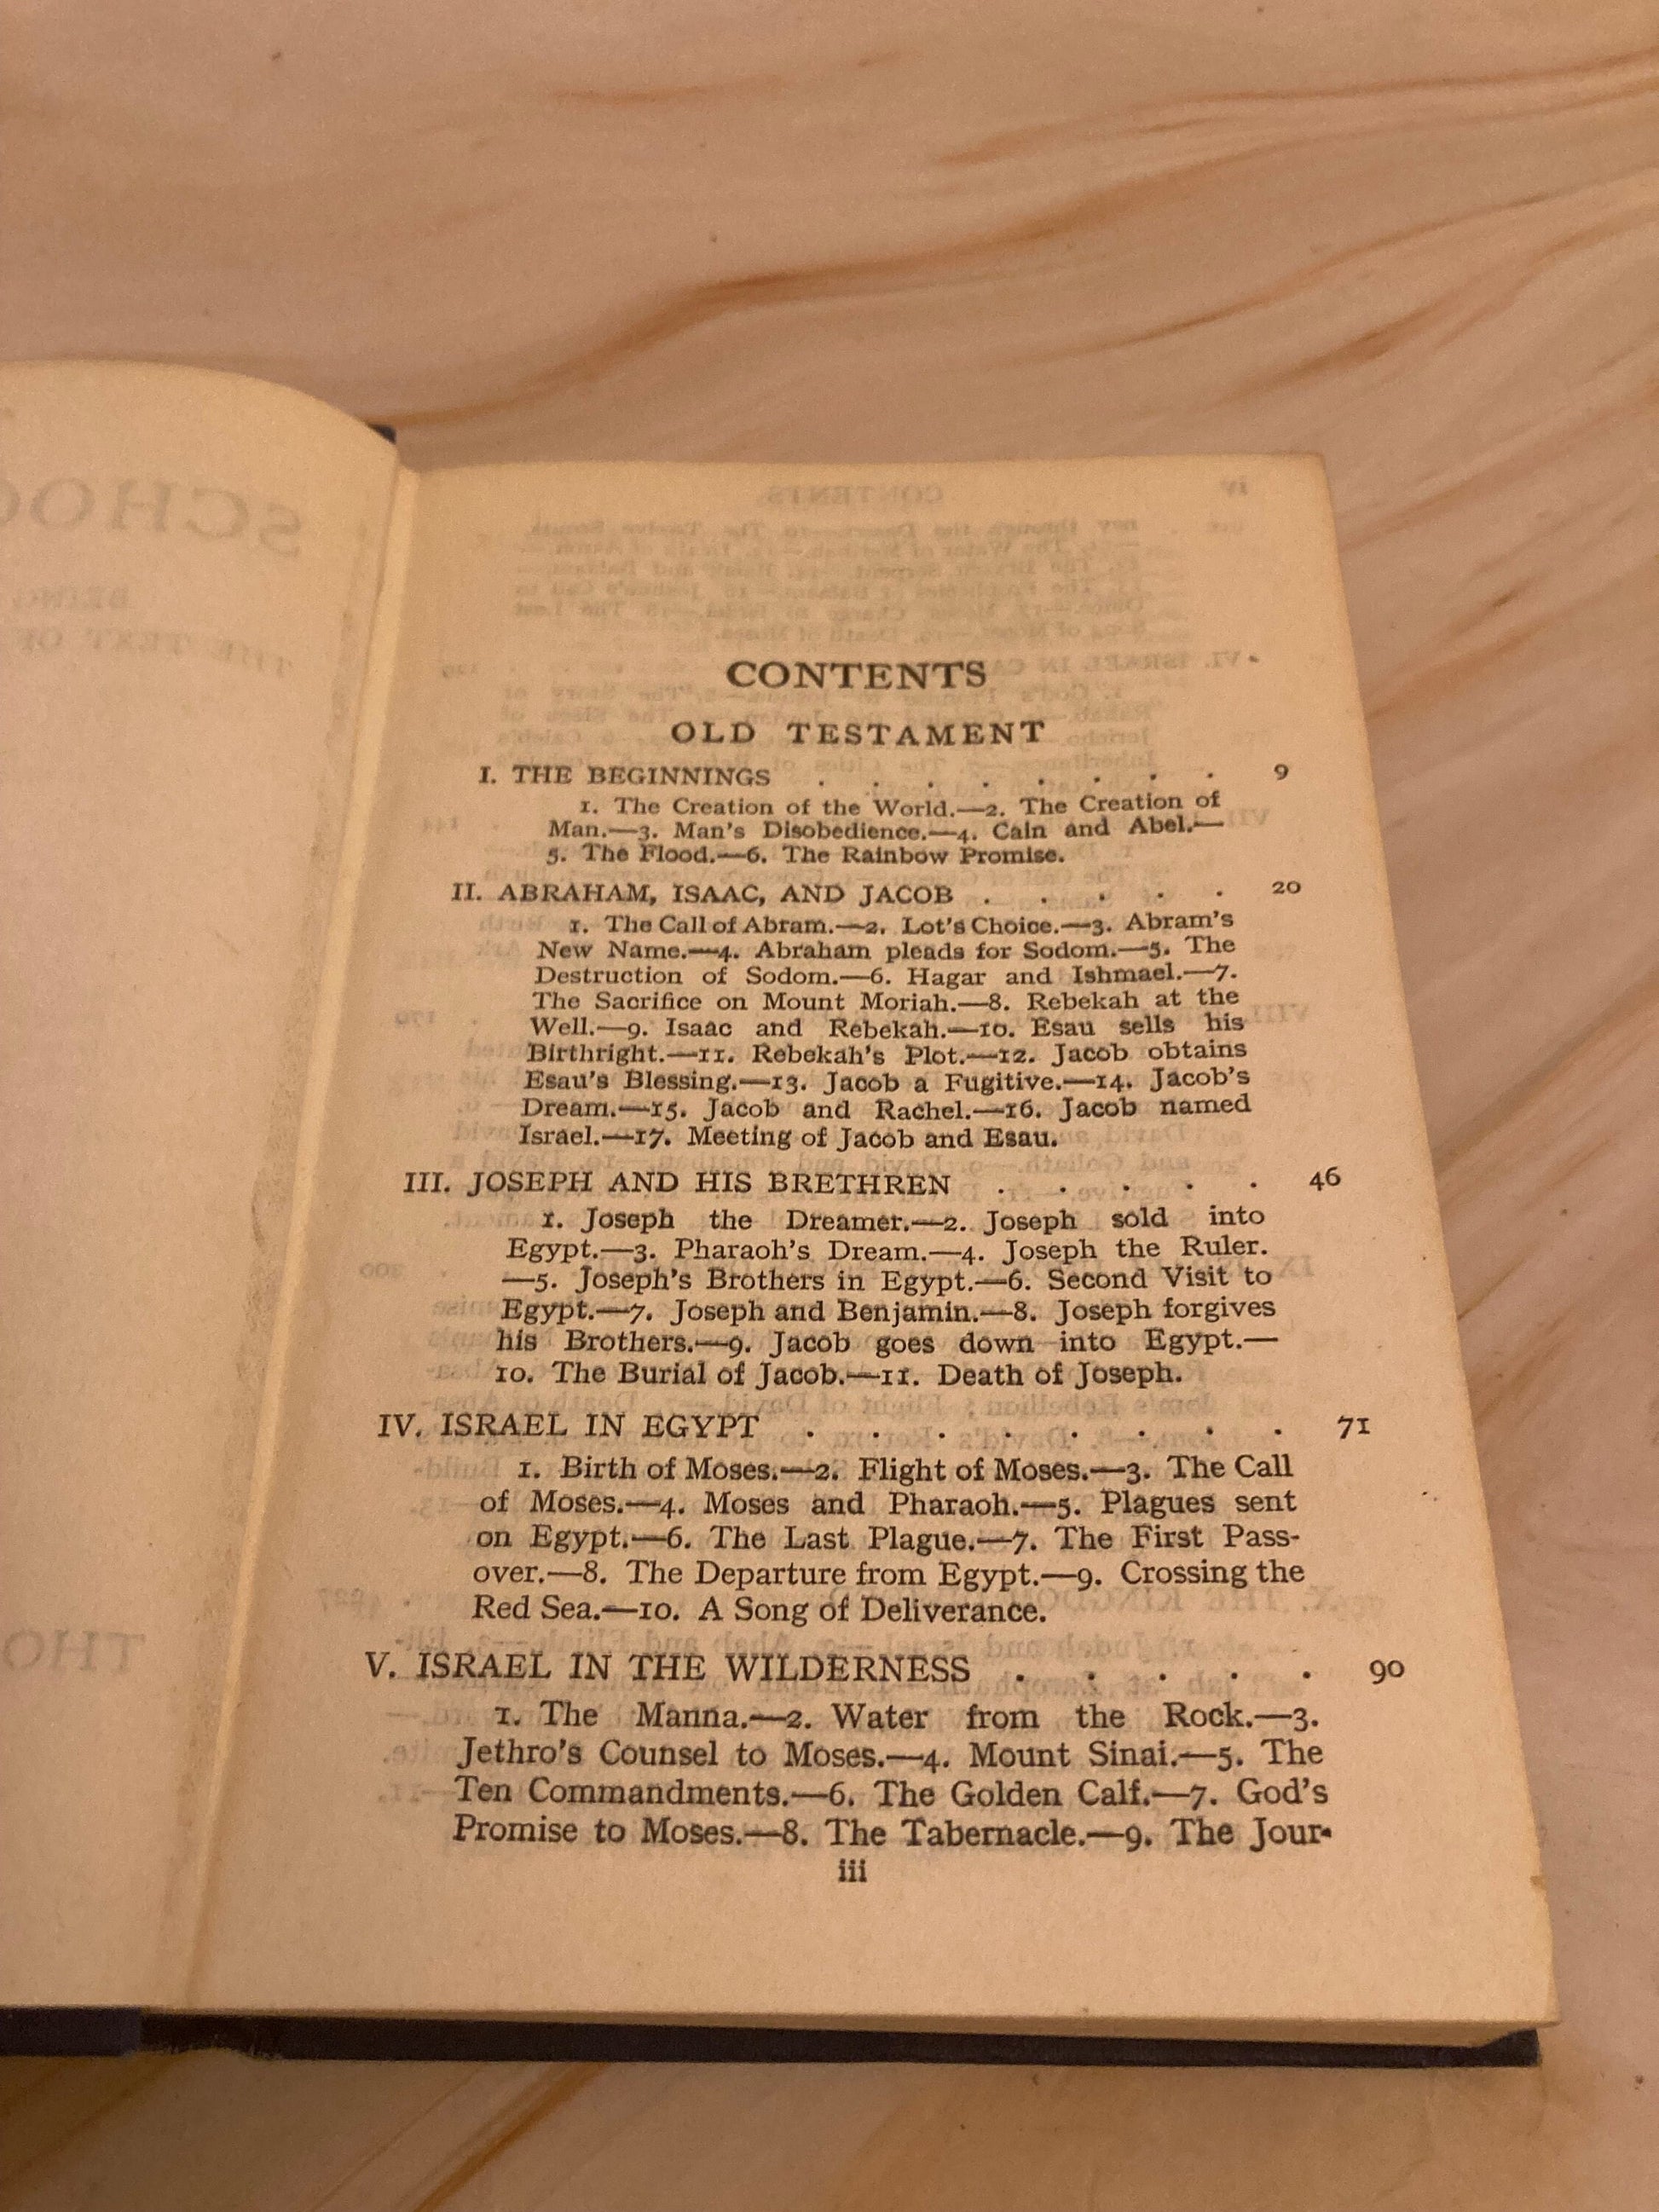 CONTENTS
OLD TESTAMENT
I. THE BEGINNINGS . . . . . . . . 9
1. The Creation of the World.—2. The Creation of
Man.—3. Man's Disobedience.—4. Cain and Abel.—
5. The Flood.—6. The Rainbow Promise.
II. ABRAHAM, ISAAC, AND JACOB . . . . . 20
1. The Call of Abram.—2. Lot's Choice.—3. Abram's
New Name.—4. Abraham pleads for Sodom.—5. The
Destruction of Sodom.—6. Hagar and Ishmael.—7.
The Sacrifice on Mount Moriah.—8. Rebekah at the
Well.—9. Isaac and Rebekah.—10. Esau sells his
Birthright.—11. Rebekah's Plot.—12. Jacob obtains
Esau's Blessing.—13. Jacob a Fugitive.—14. Jacob's
Dream.—15. Jacob and Rachel.—16. Jacob named
Israel.—17. Meeting of Jacob and Esau.
III. JOSEPH AND HIS BRETHREN . . . . . 46
1. Joseph the Dreamer.—2. Joseph sold into
Egypt.—3. Pharaoh's Dream.—4. Joseph the Ruler.
—5. Joseph's Brothers in Egypt.—6. Second Visit to
Egypt.—7. Joseph and Benjamin.—8. Joseph forgives
his Brothers.—9. Jacob goes down into Egypt.—
10. The Burial of Jacob.—11. Death of Joseph.
IV. ISRAEL IN EGYPT . . . . . . . . 71
1. Birth of Moses.—2. Flight of Moses.—3. The Call
of Moses.—4. Moses and Pharaoh.—5. Plagues sent
on Egypt.—6. The Last Plague.—7. The First Pass-
over.—8. The Departure from Egypt.—9. Crossing the
Red Sea.—10. A Song of Deliverance.
V. ISRAEL IN THE WILDERNESS . . . . . 90
1. The Manna.—2. Water from the Rock.—3.
Jethro's Counsel to Moses.—4. Mount Sinai.—5. The
Ten Commandments.—6. The Golden Calf.—7. God's
Promise to Moses.—8. The Tabernacle.—9. The Jour-
iii